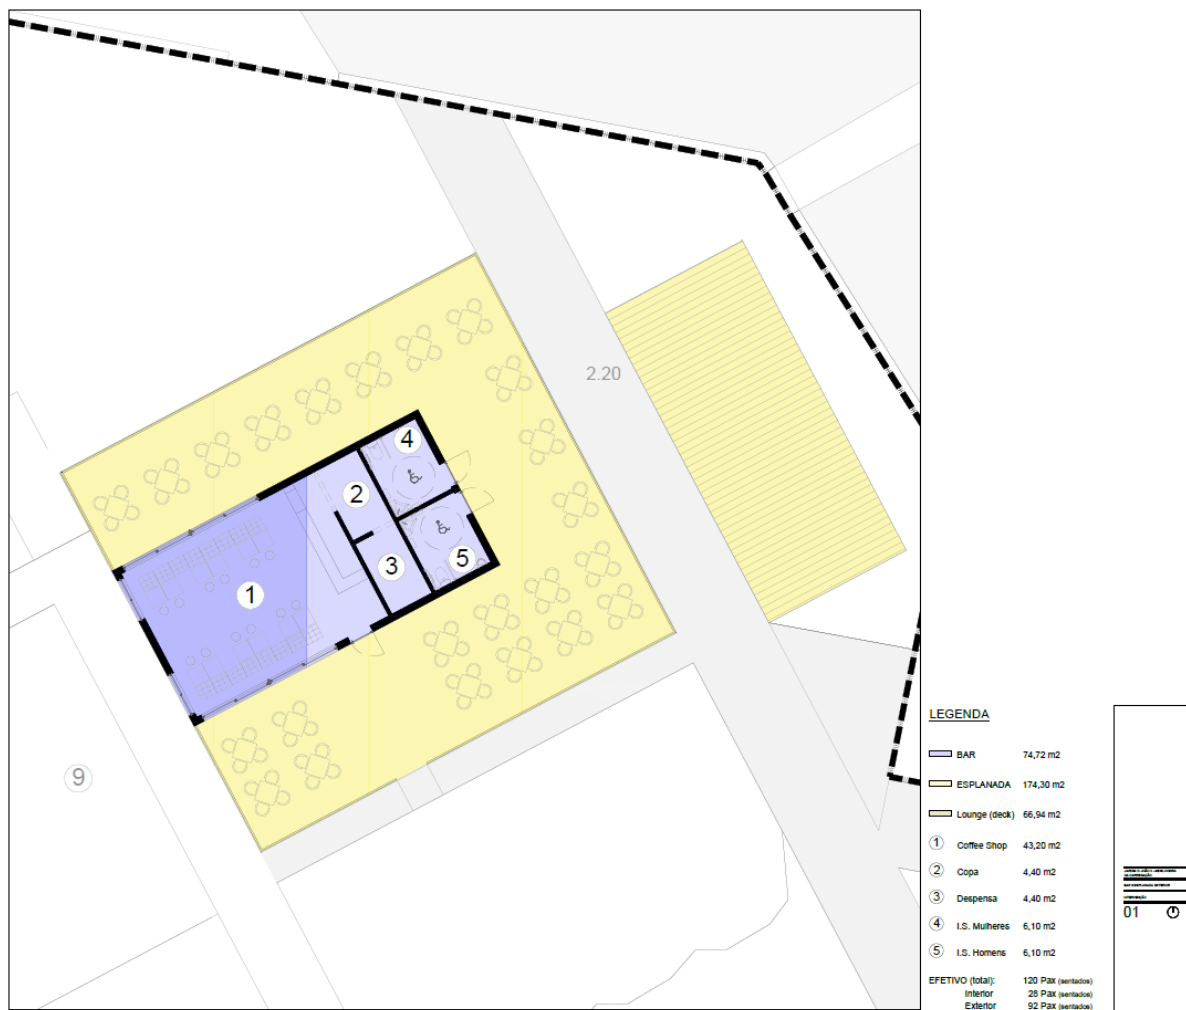 2.20
4
2
3
5
1
9
LEGENDA
BAR 74,72 m2
ESPLANADA 174,30 m2
Lounge (deck) 66,94 m2
1 Coffee Shop 43,20 m2
2 Copa 4,40 m2
3 Despensa 4,40 m2
4 I.S. Mulheres 6,10 m2
5 I.S. Homens 6,10 m2
EFETIVO (total): 120 Pax (sentados)
Interior 28 Pax (sentados)
Exterior 92 Pax (sentados)
01